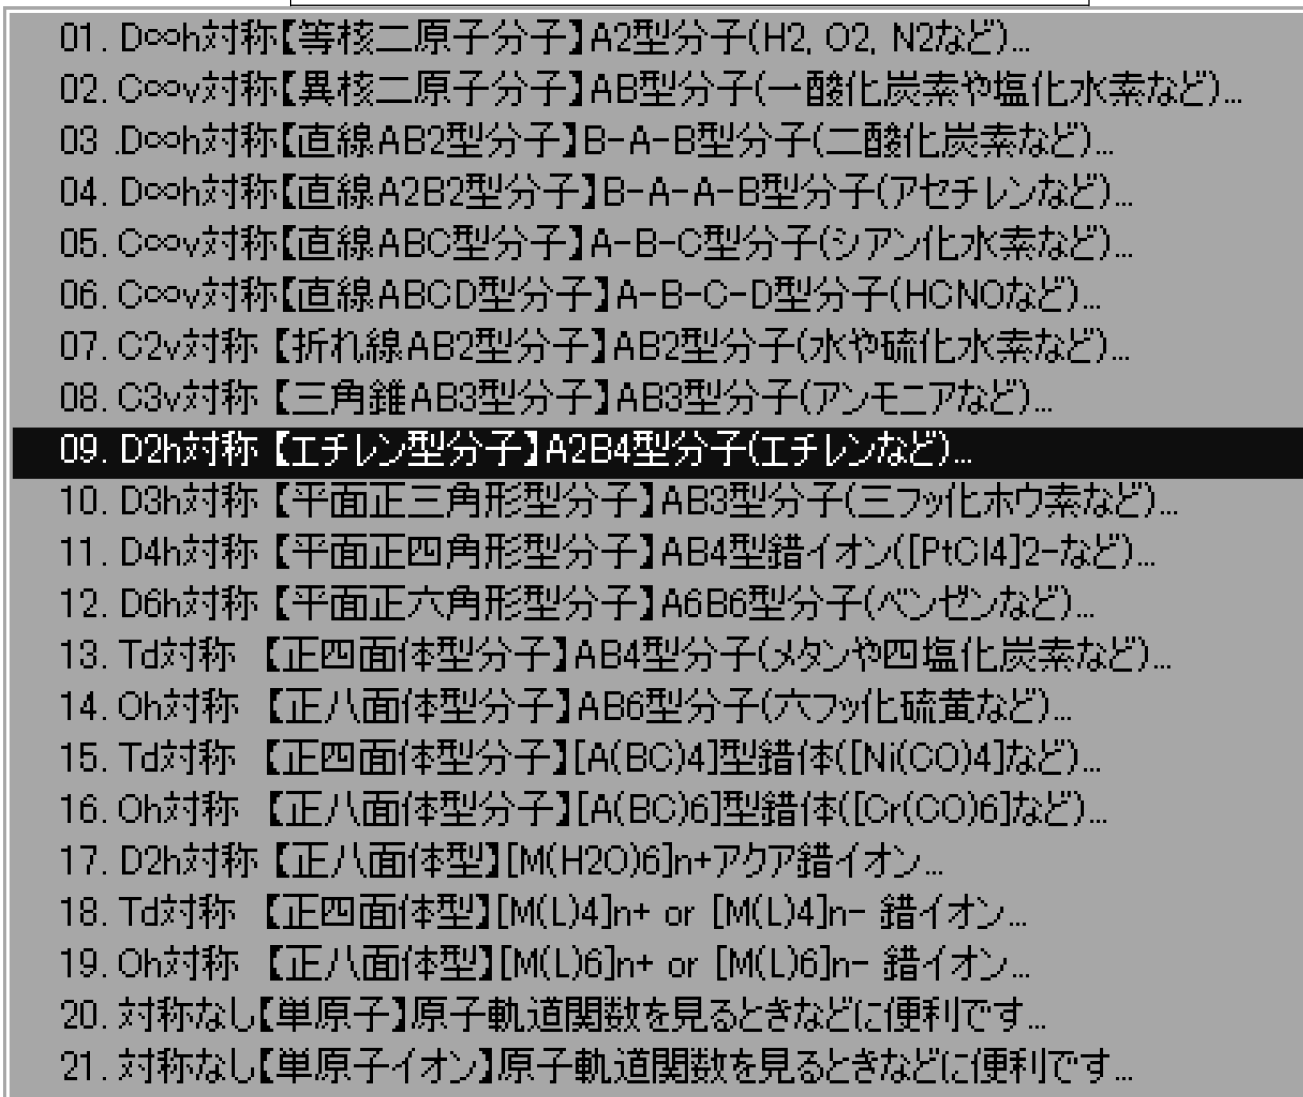 01. D∞h対称【等核二原子分子】A2型分子(H2, O2, N2など)...
02. C∞v対称【異核二原子分子】AB型分子(一酸化炭素や塩化水素など)...
03 .D∞h対称【直線AB2型分子】B-A-B型分子(二酸化炭素など)...
04. D∞h対称【直線A2B2型分子】B-A-A-B型分子(アセチレンなど)...
05. C∞v対称【直線ABC型分子】A-B-C型分子(シアン化水素など)...
06. C∞v対称【直線ABCD型分子】A-B-C-D型分子(HCNOなど)...
07. C2v対称 【折れ線AB2型分子】AB2型分子(水や硫化水素など)...
08. C3v対称 【三角錐AB3型分子】AB3型分子(アンモニアなど)...
09. D2h対称 【エチレン型分子】A2B4型分子(エチレンなど)...
10. D3h対称 【平面正三角形型分子】AB3型分子(三フッ化ホウ素など)...
11. D4h対称 【平面正四角形型分子】AB4型錯イオン([PtCl4]2-など)...
12. D6h対称 【平面正六角形型分子】A6B6型分子(ベンゼンなど)...
13. Td対称 【正四面体型分子】AB4型分子(メタンや四塩化炭素など)...
14. Oh対称 【正八面体型分子】AB6型分子(六フッ化硫黄など)...
15. Td対称 【正四面体型分子】[A(BC)4]型錯体([Ni(CO)4]など)...
16. Oh対称 【正八面体型分子】[A(BC)6]型錯体([Cr(CO)6]など)...
17. D2h対称 【正八面体型】[M(H2O)6]n+アクア錯イオン...
18. Td対称 【正四面体型】[M(L)4]n+ or [M(L)4]n- 錯イオン...
19. Oh対称 【正八面体型】[M(L)6]n+ or [M(L)6]n- 錯イオン...
20. 対称なし【単原子】原子軌道関数を見るときなどに便利です...
21. 対称なし【単原子イオン】原子軌道関数を見るときなどに便利です...